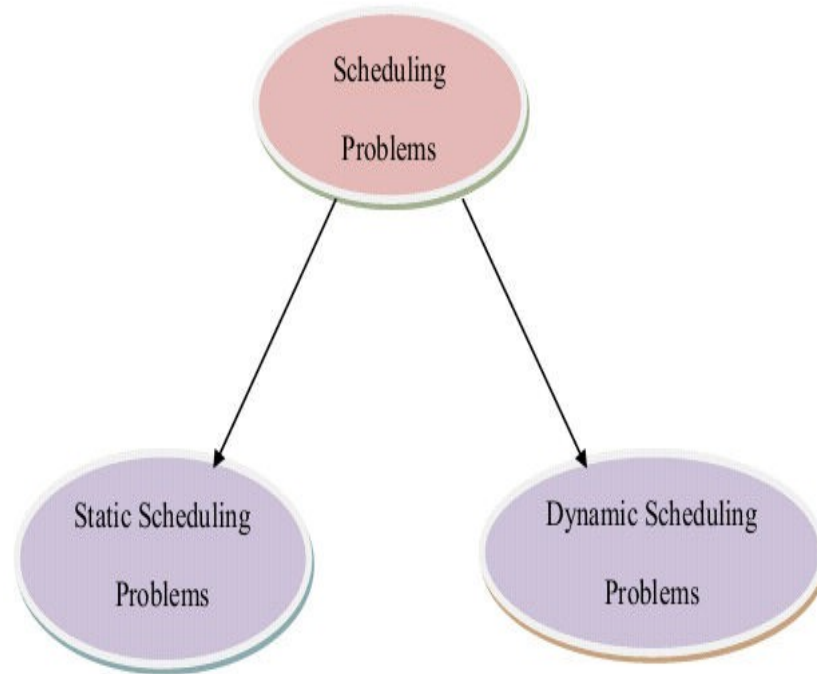 Scheduling
Problems
Static Scheduling
Problems
Dynamic Scheduling
Problems